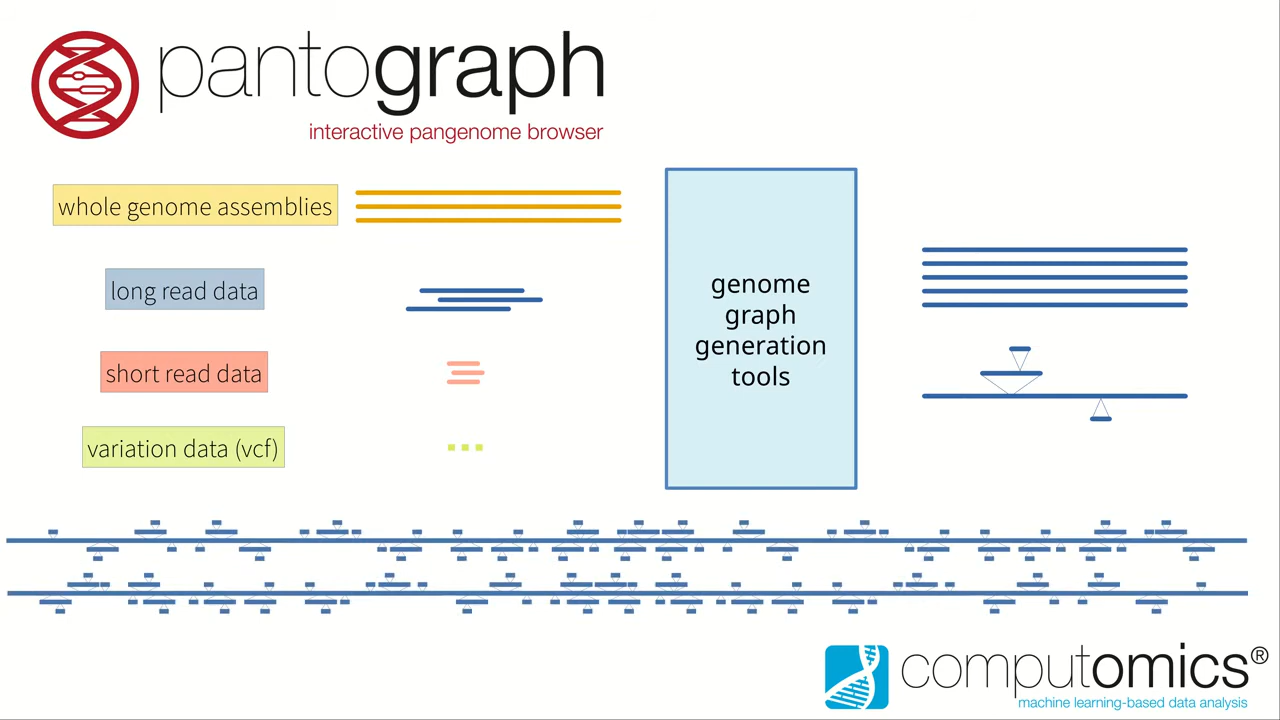 pantograph
interactive pangenome browser
whole genome assemblies
long read data
short read data
variation data (vcf)
genome
graph
generation
tools
computomics®
machine learning-based data analysis